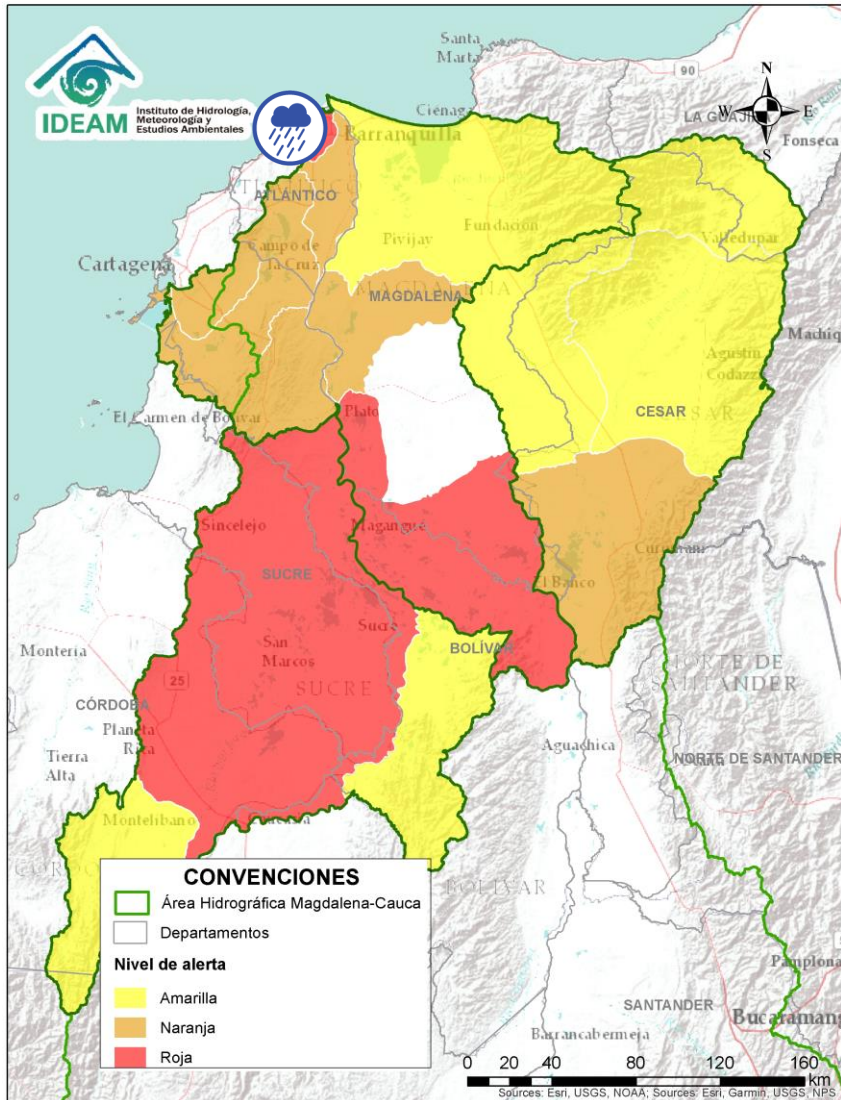 IDEAM
Instituto de Hidrología,
Meteorología y
Estudios Ambientales
Santa
Marta
90
N
W
E
S
Ciénaga
Barranquilla
Fonseca
ATLÁNTICO
Fundación
Pivijay
Valledupar
Campo de
la Cruz
Cartagena
MAGDALENA
Agustín
Codazzi
CESAR
El Carmen de Bolívar
Plato
Sincelejo
Magangué
SUCRE
El Banco
Sucre
San
Marcos
BOLÍVAR
SUCRE
Montería
25
NORTE DE
SANTANDER
CÓRDOBA
Planeta
Rica
Aguachica
NORTE DE SANTANDER
Tierra
Alta
Montelíbano
BOLÍVAR
CONVENCIONES
Área Hidrográfica Magdalena-Cauca
Departamentos
Nivel de alerta
Amarilla
Naranja
Roja
Pamplona
SANTANDER
Bucaramang
Barrancabermeja
0 20 40 80 120 160
km
Sources: Esri, USGS, NOAA; Sources: Esri, Garmin, USGS, NPS